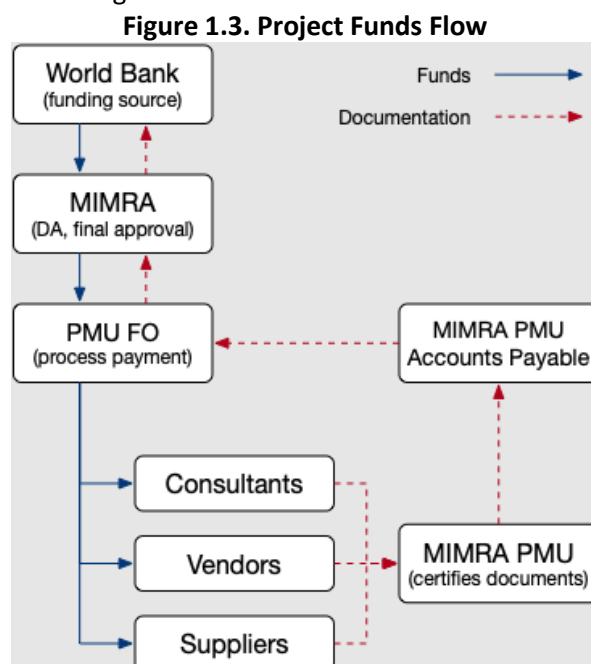 Figure 1.3. Project Funds Flow
World Bank
(funding source)
Funds
Documentation
MIMRA
(DA, final approval)
PMU FO
(process payment)
MIMRA PMU
Accounts Payable
Consultants
Vendors
MIMRA PMU
(certifies documents)
Suppliers